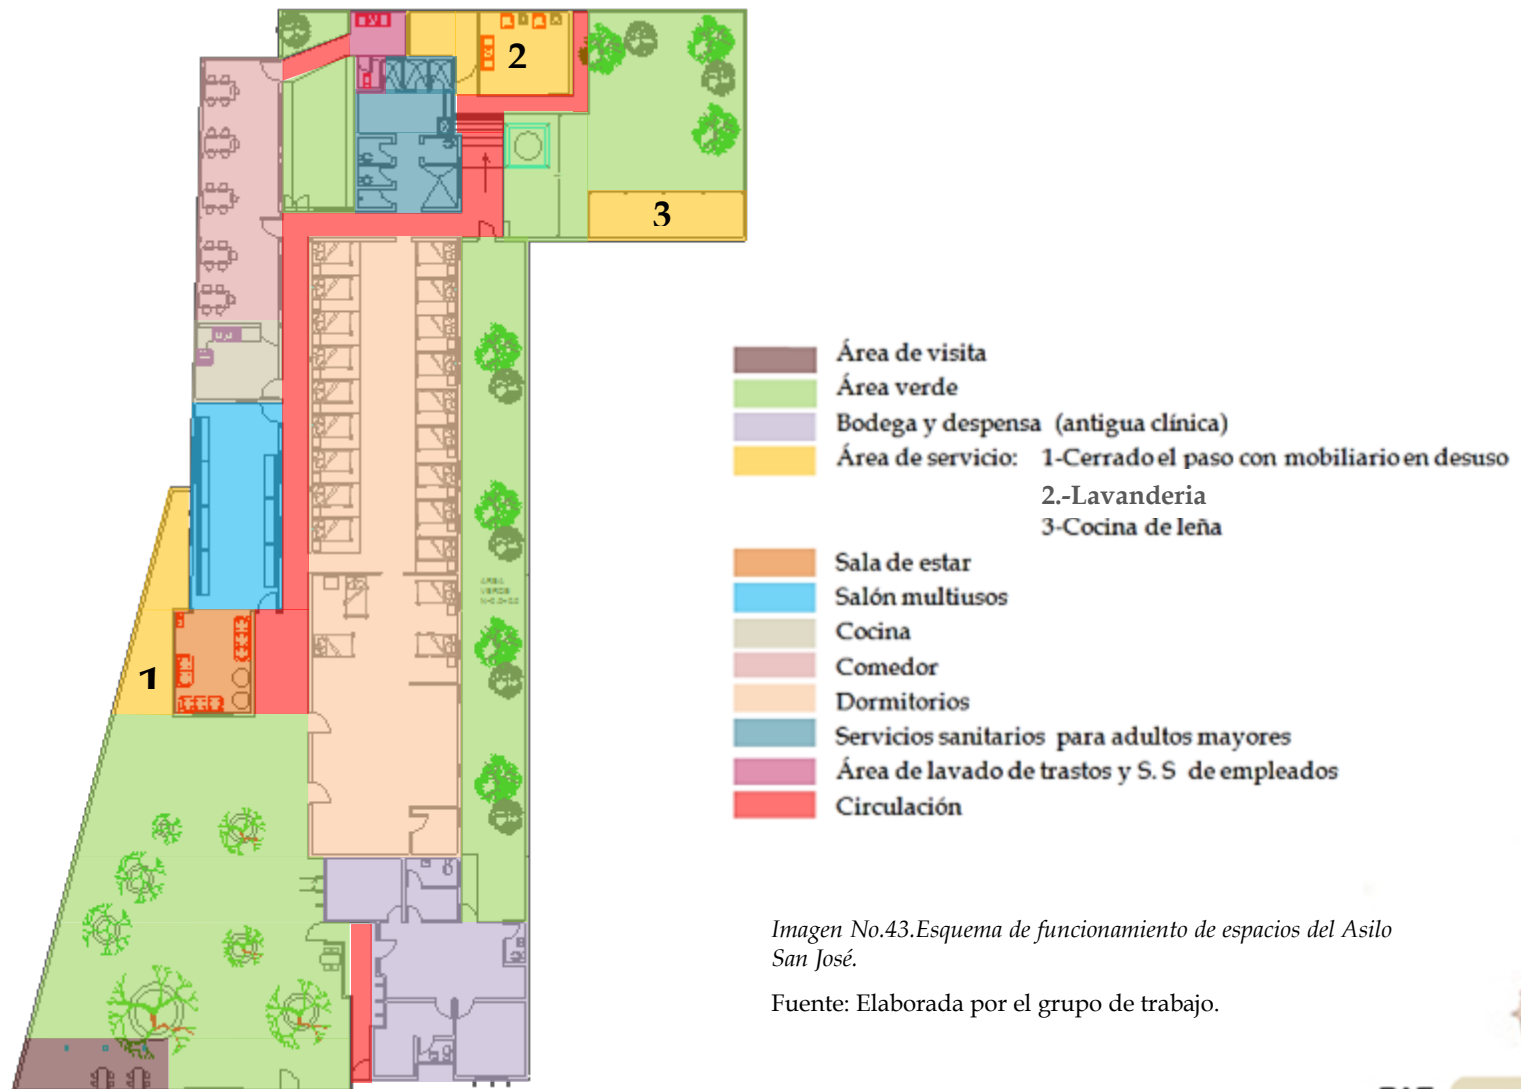 2
3
1
AREA
VERDE
Área de visita
Área verde
Bodega y despensa (antigua clínica)
Área de servicio: 1-Cerrado el paso con mobiliario en desuso
2.-Lavanderia
3-Cocina de leña
Sala de estar
Salón multiusos
Cocina
Comedor
Dormitorios
Servicios sanitarios para adultos mayores
Área de lavado de trastos y S. S de empleados
Circulación
Imagen No.43.Esquema de funcionamiento de espacios del Asilo
San José.
Fuente: Elaborada por el grupo de trabajo.